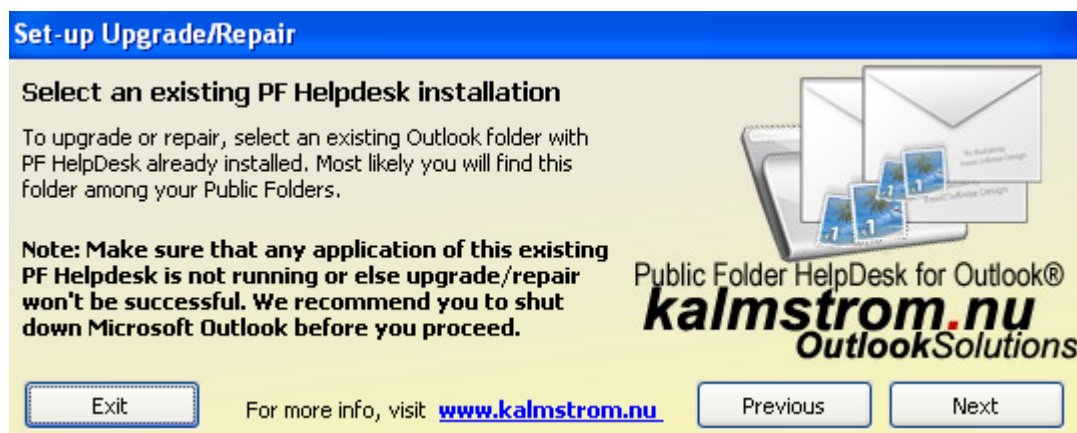 Set-up Upgrade/Repair
Select an existing PF Helpdesk installation
To upgrade or repair, select an existing Outlook folder with
PF HelpDesk already installed. Most likely you will find this
folder among your Public Folders.
Note: Make sure that any application of this existing
PF Helpdesk is not running or else upgrade/repair
won't be successful. We recommend you to shut
down Microsoft Outlook before you proceed.
Public Folder HelpDesk for Outlook®
kalmstrom.nu
OutlookSolutions
Exit
For more info, visit www.kalmstrom.nu
Previous
Next